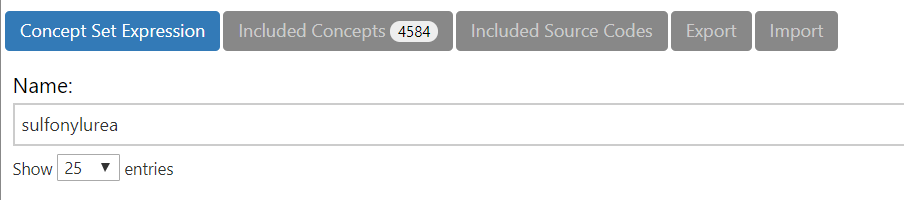 Concept Set Expression Included Concepts 4584 Included Source Codes Export Import
Name:
sulfonylurea
Show 25 entries